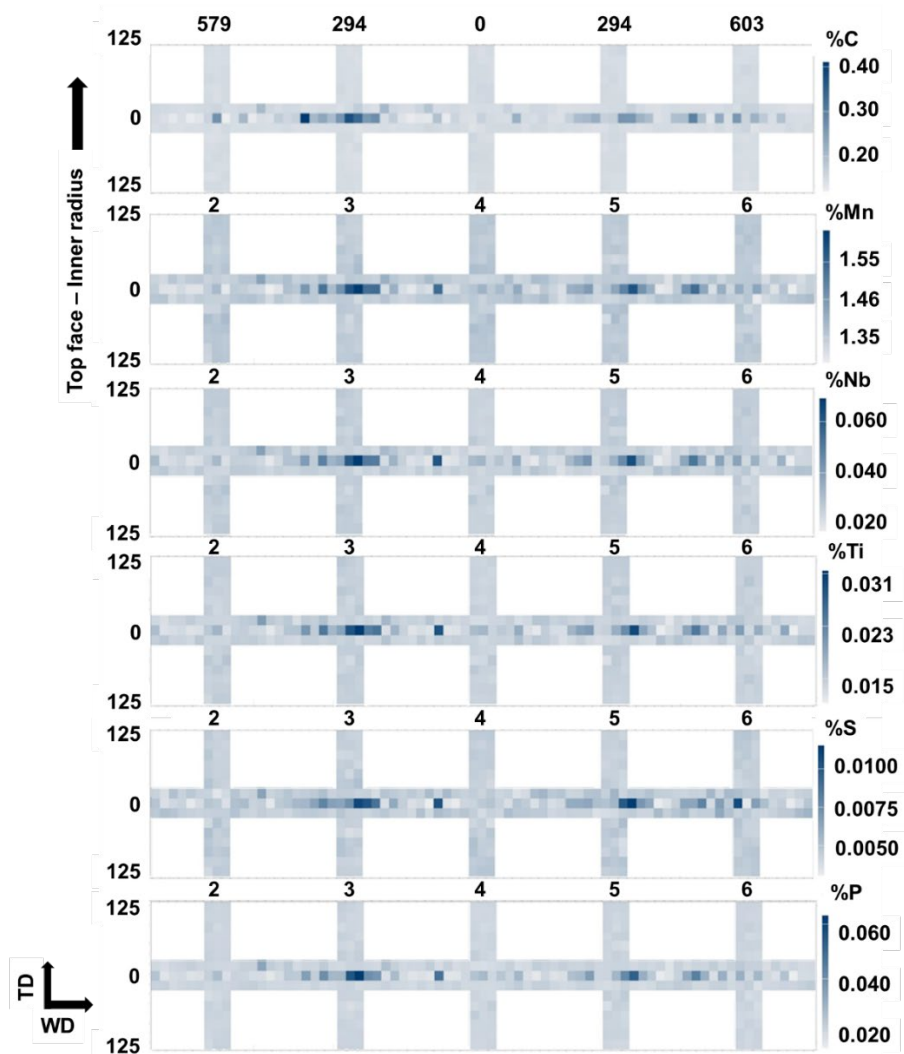 579 294 0 294 603
125 %C
0.40
0.30
0
0.20
125
2 3 4 5 6
125 %Mn
1.55
0
1.46
1.35
125
2 3 4 5 6
125 %Nb
0.060
0
0.040
0.020
125
2 3 4 5 6
125 %Ti
0.031
0
0.023
0.015
125
2 3 4 5 6
125 %S
0.0100
0
0.0075
0.0050
125
2 3 4 5 6
125 %P
0.060
0
0.040
0.020
125
Top face – Inner radius
TD
WD